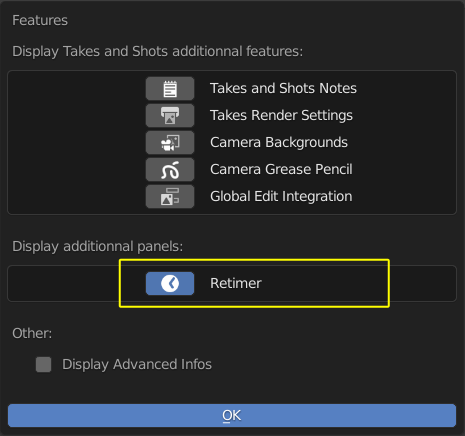 Features
Display Takes and Shots additionnal features:
Takes and Shots Notes
Takes Render Settings
Camera Backgrounds
Camera Grease Pencil
Global Edit Integration
Display additionnal panels:
Retimer
Other:
Display Advanced Infos
OK